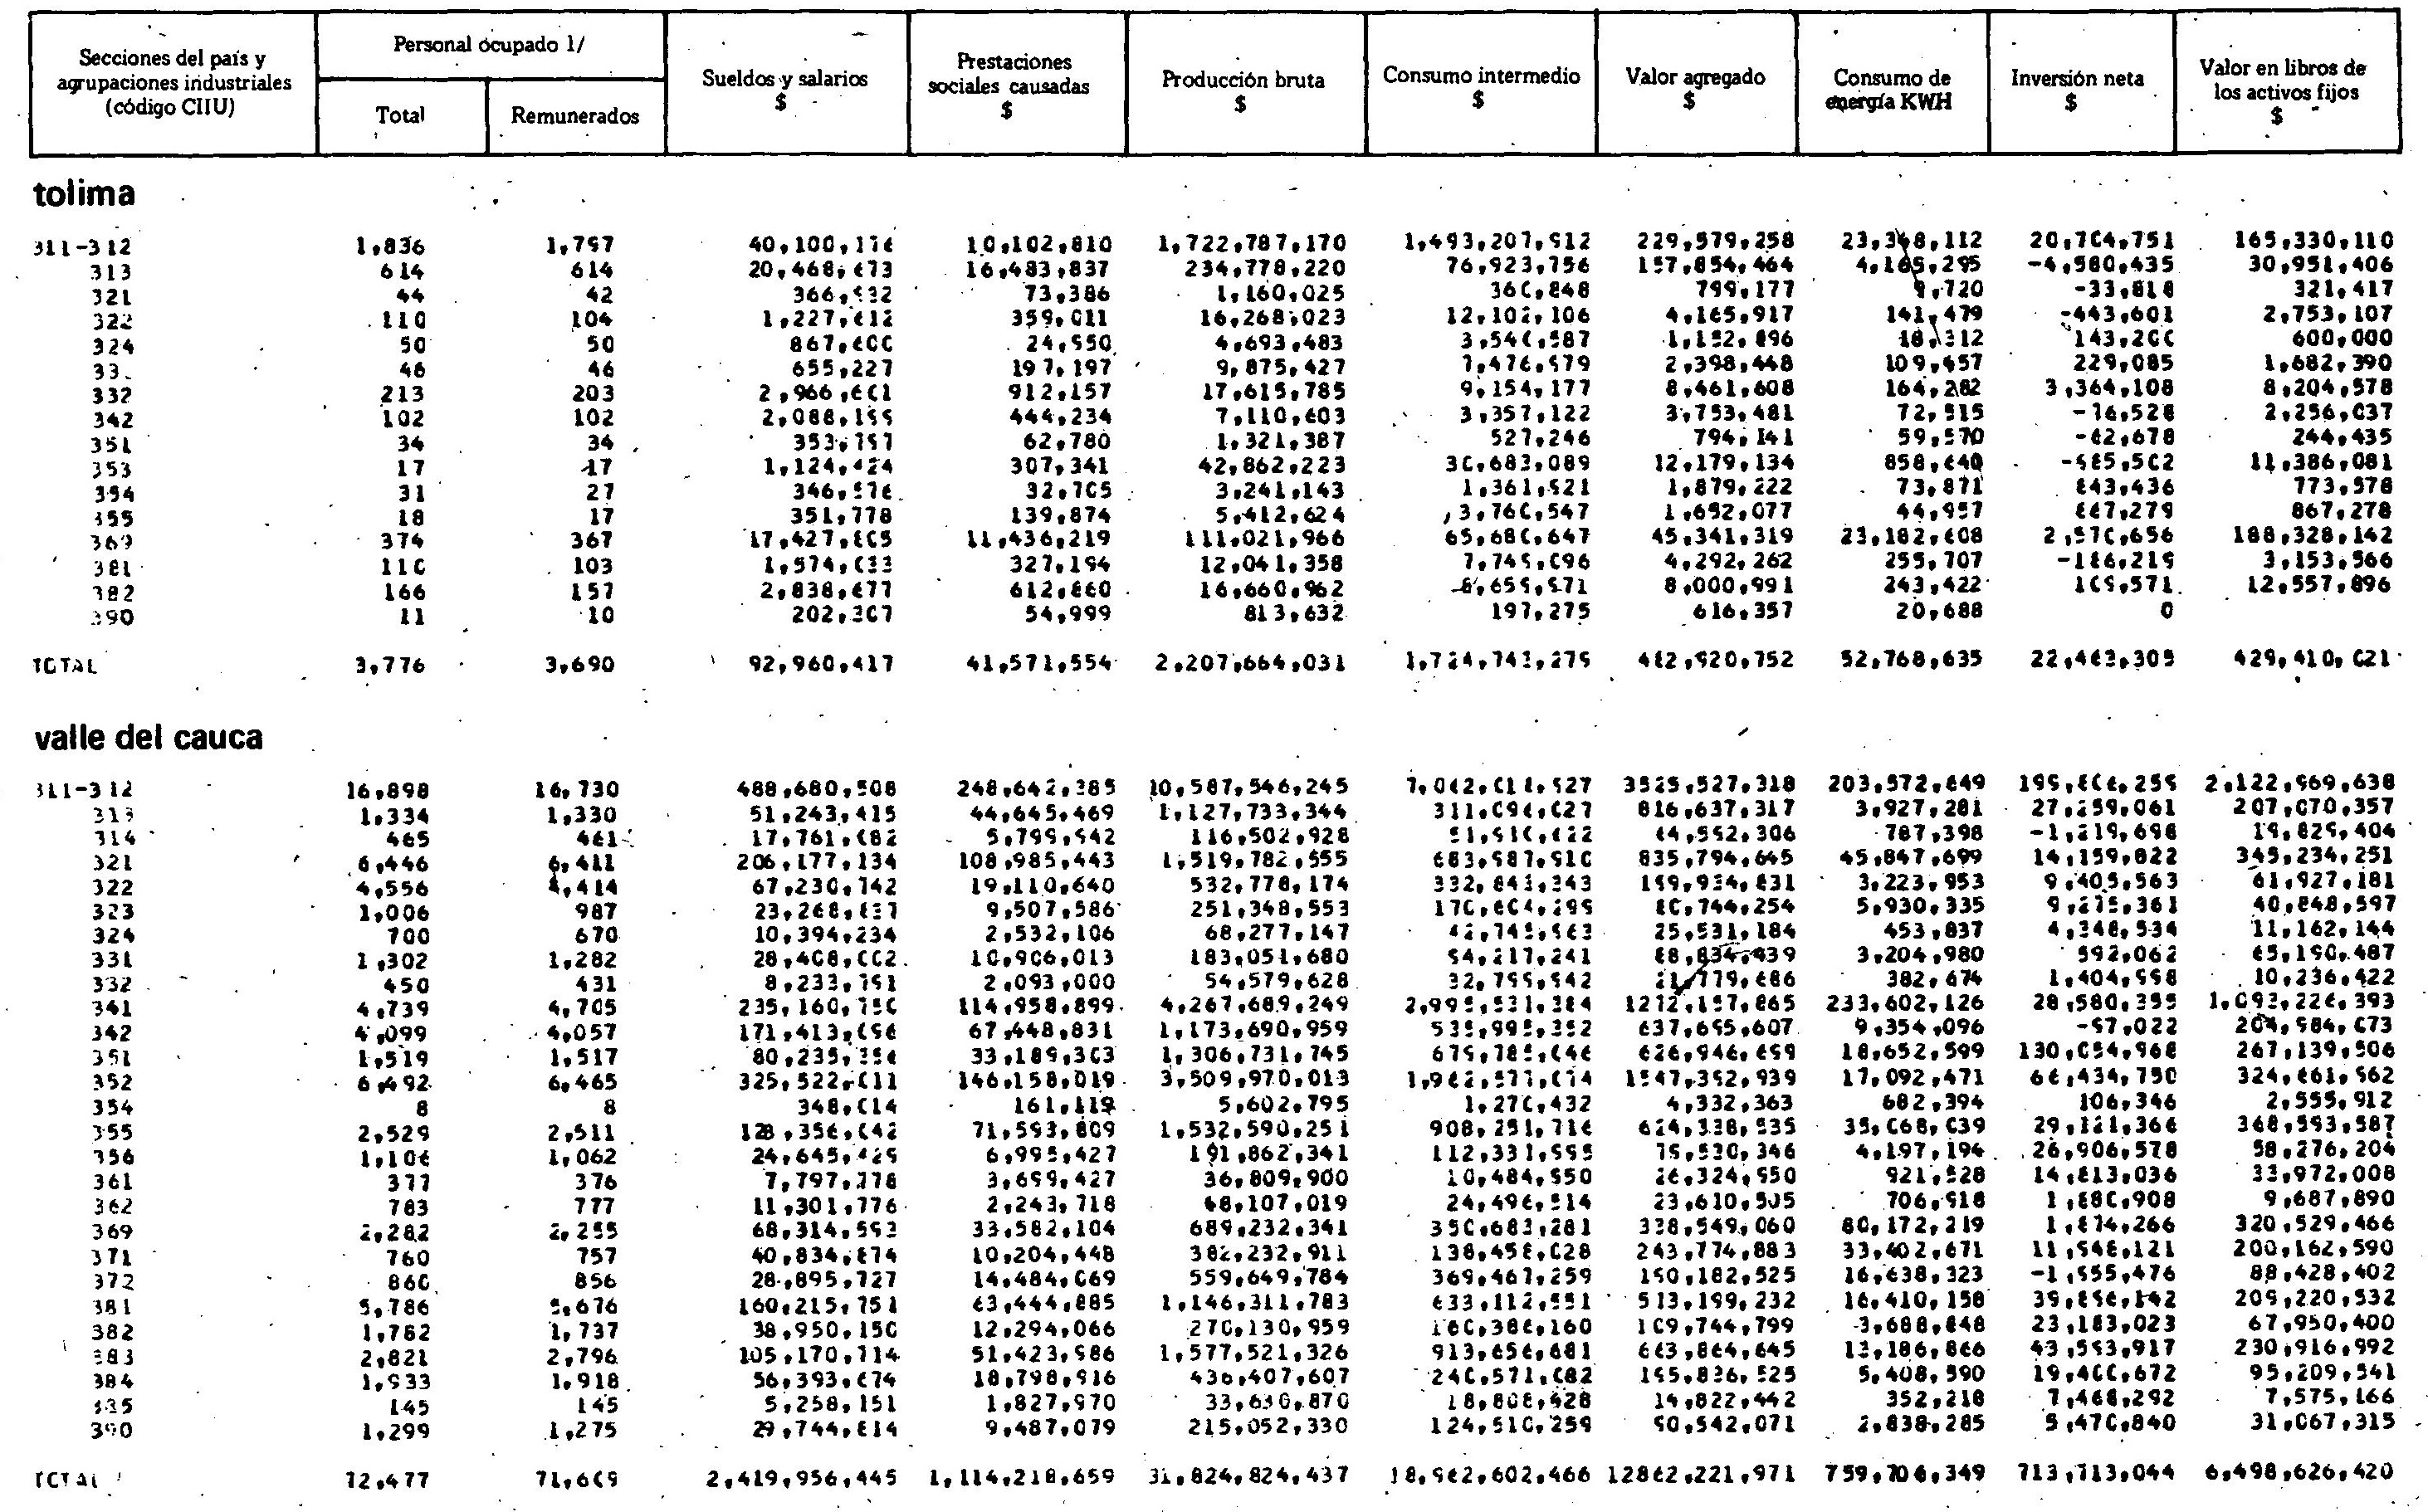 Secciones del país y agrupaciones industriales (código CIIU) Personal ocupado 1/ Total Remunerados Sueldos y salarios $ Prestaciones sociales causadas $ Producción bruta $ Consumo intermedio $ Valor agregado $ Consumo de energía KWH Inversión neta $ Valor en libros de los activos fijos $
tolima
311-312 1,836 1,757 10,102,810 1,722,787,170 1,493,207,912 229,579,258 23,348,112 20,704,751 165,330,110
313 614 614 20,468,673 16,483,837 234,778,220 76,923,756 157,854,464 4,165,295 -4,580,435 30,951,406
321 44 42 366,932 73,386 1,160,025 360,848 799,177 -33,818 321,417
322 110 104 1,227,612 359,011 16,268,023 12,102,106 4,165,917 141,479 -443,601 2,753,107
324 50 50 867,600 24,550 4,693,483 3,540,587 1,152,896 18,312 143,200 600,000
46 46 655,227 197,197 9,875,427 7,476,979 2,398,448 109,457 229,085 1,682,390
332 213 203 2,966,601 912,157 17,615,785 9,154,177 8,461,608 164,282 3,364,108 8,204,578
342 102 102 2,088,199 444,234 7,110,603 3,357,122 3,753,481 72,515 -76,528 2,256,037
351 34 34 353,757 62,780 1,321,387 527,246 794,141 59,570 -62,678 244,435
353 17 17 1,124,424 307,341 42,862,223 30,683,089 12,179,134 858,640 11,386,081
354 31 27 346,576 32,705 3,241,143 1,361,921 1,879,222 73,871 643,436 773,578
355 18 17 351,778 139,874 5,412,624 3,760,547 1,652,077 44,957 667,279 867,278
369 374 367 17,427,805 11,436,219 111,021,966 65,680,647 45,341,319 23,182,608 2,570,656 188,328,142
381 110 103 1,574,033 327,194 12,041,358 7,749,096 4,292,262 255,707 -186,219 3,153,566
382 166 157 2,838,677 612,860 16,660,962 8,659,971 8,000,991 243,422 109,571 12,557,896
390 11 10 202,307 54,999 813,632 197,275 616,357 20,688 0
TOTAL 3,776 3,690 92,960,417 41,571,554 2,207,664,031 1,724,743,279 482,920,752 52,768,635 22,463,305 429,410,021
valle del cauca
311-312 16,898 16,730 488,680,508 248,642,385 10,587,546,245 3525,527,318 203,572,649 2,122,969,638
313 1,334 1,330 51,243,415 44,645,469 1,127,733,344 311,096,027 816,637,317 3,927,281 27,259,061 207,070,357
314 465 461 17,761,682 5,799,942 116,502,928 51,910,622 64,592,306 787,398 -1,219,698 19,829,404
321 6,446 6,411 206,177,134 108,985,443 1,519,782,555 683,987,910 835,794,645 45,847,699 14,159,822 345,234,251
322 4,556 4,414 67,230,742 19,110,640 532,778,174 332,843,343 199,934,831 3,223,953 9,405,563 61,927,181
323 1,006 987 23,268,637 9,507,586 251,348,553 170,604,299 80,744,254 5,930,335 9,275,361 40,848,597
324 700 670 10,394,234 2,532,106 68,277,147 42,745,963 25,531,184 453,837 4,348,534 11,162,144
331 1,302 1,282 28,408,002 10,906,013 183,051,680 94,217,241 88,834,439 3,204,980 592,062 65,190,487
332 450 431 8,233,751 2,093,000 54,579,628 32,799,942 21,779,686 382,674 1,404,998 10,236,422
341 4,739 4,705 235,160,750 114,958,899 4,267,689,249 2,995,531,384 1272,157,865 233,602,126 28,580,395 1,092,226,393
342 4,099 4,057 171,413,696 67,448,831 1,173,690,959 535,995,352 637,695,607 9,354,096 -97,022 204,984,073
351 1,519 1,517 80,235,356 33,189,303 1,306,731,745 679,785,046 626,946,699 18,652,599 130,054,968 267,139,506
352 6,492 6,465 325,522,011 146,158,019 3,509,970,013 1,962,577,074 1547,392,939 17,092,471 66,434,750 324,661,962
354 8 8 348,014 161,119 5,602,795 1,270,432 4,332,363 682,394 106,346 2,555,912
355 2,529 2,511 128,356,042 71,593,809 1,532,590,251 908,251,716 624,338,535 35,068,039 29,121,366 368,593,587
356 1,106 1,062 24,645,429 6,995,427 191,862,341 112,331,995 79,530,346 4,197,194 26,906,578 58,276,204
361 377 376 7,797,778 3,699,427 36,809,900 10,484,950 26,324,950 921,928 14,813,036 33,972,008
362 783 777 11,301,776 2,243,718 48,107,019 24,496,514 23,610,505 706,918 1,880,908 9,687,890
369 2,282 2,255 68,314,593 33,582,104 689,232,341 350,683,281 338,549,060 80,172,219 1,874,266 320,529,466
371 760 757 40,834,874 10,204,448 382,232,911 138,458,028 243,774,883 33,402,671 11,548,121 200,162,590
372 860 856 28,895,727 14,484,069 559,649,784 369,467,259 190,182,525 16,638,323 -1,555,476 88,428,402
381 5,786 5,676 160,215,751 63,444,885 1,146,311,783 633,112,551 513,199,232 16,410,158 39,856,142 209,220,532
382 1,782 1,737 38,950,150 12,294,066 270,130,959 160,386,160 109,744,799 3,688,848 23,183,023 67,950,400
383 2,821 2,796 105,170,714 51,423,986 1,577,521,326 913,656,681 663,864,645 13,186,866 43,593,917 230,916,992
384 1,933 1,918 56,393,674 18,798,916 436,407,607 240,571,082 195,836,525 5,408,590 19,400,672 95,209,541
385 145 145 5,258,151 1,827,970 33,630,870 18,808,428 14,822,442 352,218 7,468,292 7,575,166
390 1,299 1,275 29,744,814 9,487,079 215,052,330 124,510,259 90,542,071 2,838,285 5,470,840 31,067,315
TOTAL 72,477 71,609 2,419,956,445 1,114,218,659 31,824,824,437 18,962,602,466 12862,221,971 759,706,349 713,713,044 6,498,626,420